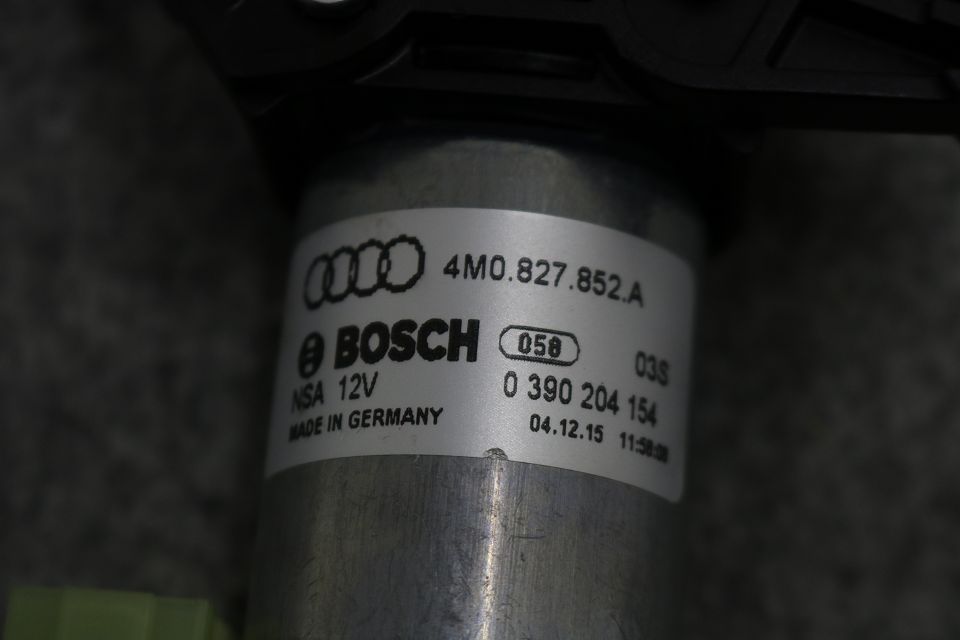 4M0.827.852.A
BOSCH 058 03S
NSA 12V 0 390 204 154
MADE IN GERMANY 04.12.15 11:58:08